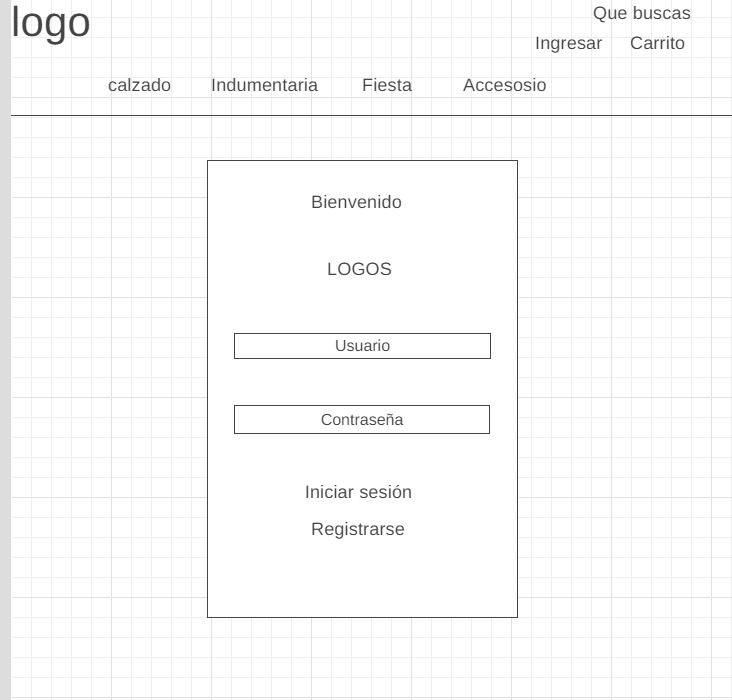 logo
Que buscas
Ingresar Carrito
calzado Indumentaria Fiesta Accesosio
Bienvenido
LOGOS
Usuario
Contraseña
Iniciar sesión
Registrarse